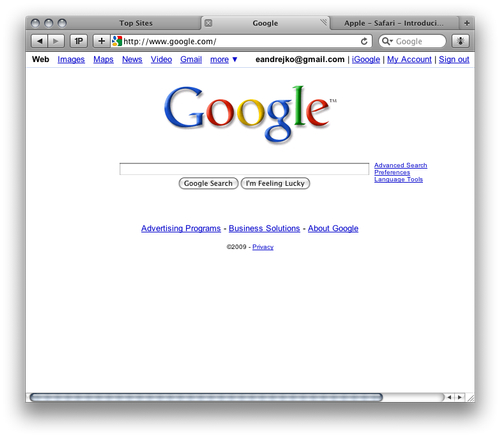 Top Sites Google Apple – Safari – Introduci...
1P + http://www.google.com/ Google
Web Images Maps News Video Gmail more ▼ eandrejko@gmail.com | iGoogle | My Account | Sign out
Google™
Advanced Search
Preferences
Language Tools
Google Search I'm Feeling Lucky
Advertising Programs - Business Solutions - About Google
©2009 - Privacy